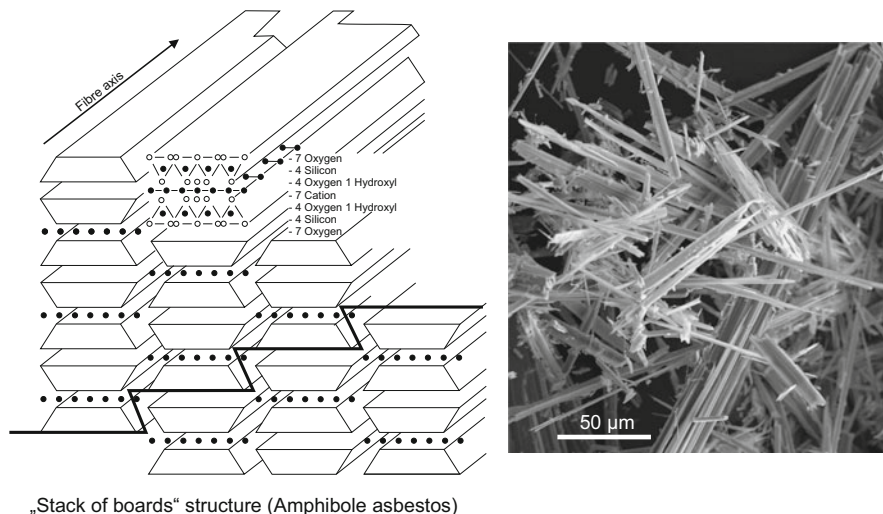 Fibre axis
- 7 Oxygen
- 4 Silicon
- 4 Oxygen 1 Hydroxyl
- 7 Cation
- 4 Oxygen 1 Hydroxyl
- 4 Silicon
- 7 Oxygen
50 µm
„Stack of boards“ structure (Amphibole asbestos)